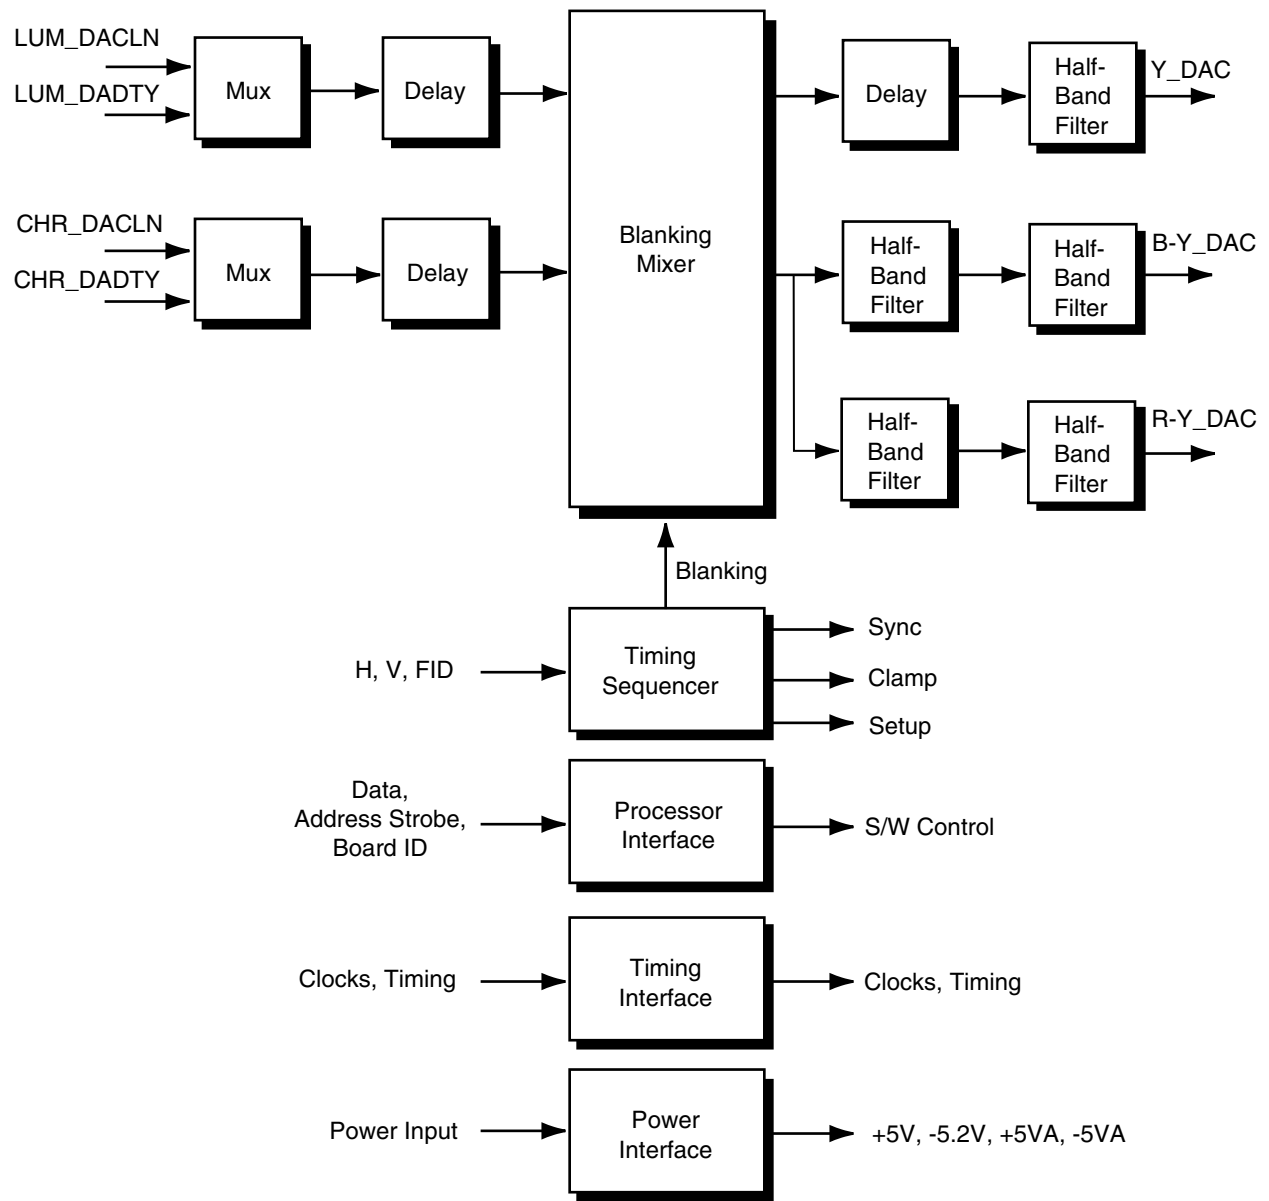 LUM_DACLN
LUM_DADTY
Mux
Delay
Delay
Half-
Band
Filter
Y_DAC
CHR_DACLN
CHR_DADTY
Mux
Delay
Blanking
Mixer
Half-
Band
Filter
Half-
Band
Filter
B-Y_DAC
Half-
Band
Filter
Half-
Band
Filter
R-Y_DAC
Blanking
H, V, FID
Timing
Sequencer
Sync
Clamp
Setup
Data,
Address Strobe,
Board ID
Processor
Interface
S/W Control
Clocks, Timing
Timing
Interface
Clocks, Timing
Power Input
Power
Interface
+5V, -5.2V, +5VA, -5VA